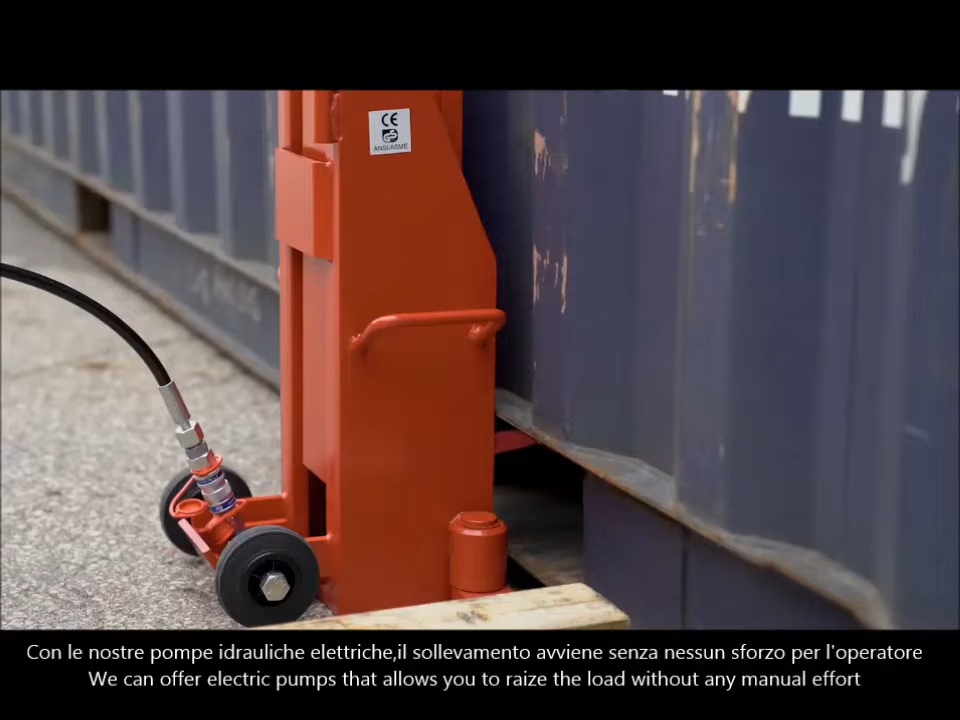 CE
GS
ANSI/ASME
Con le nostre pompe idrauliche elettriche,il sollevamento avviene senza nessun sforzo per l'operatore
We can offer electric pumps that allows you to raize the load without any manual effort